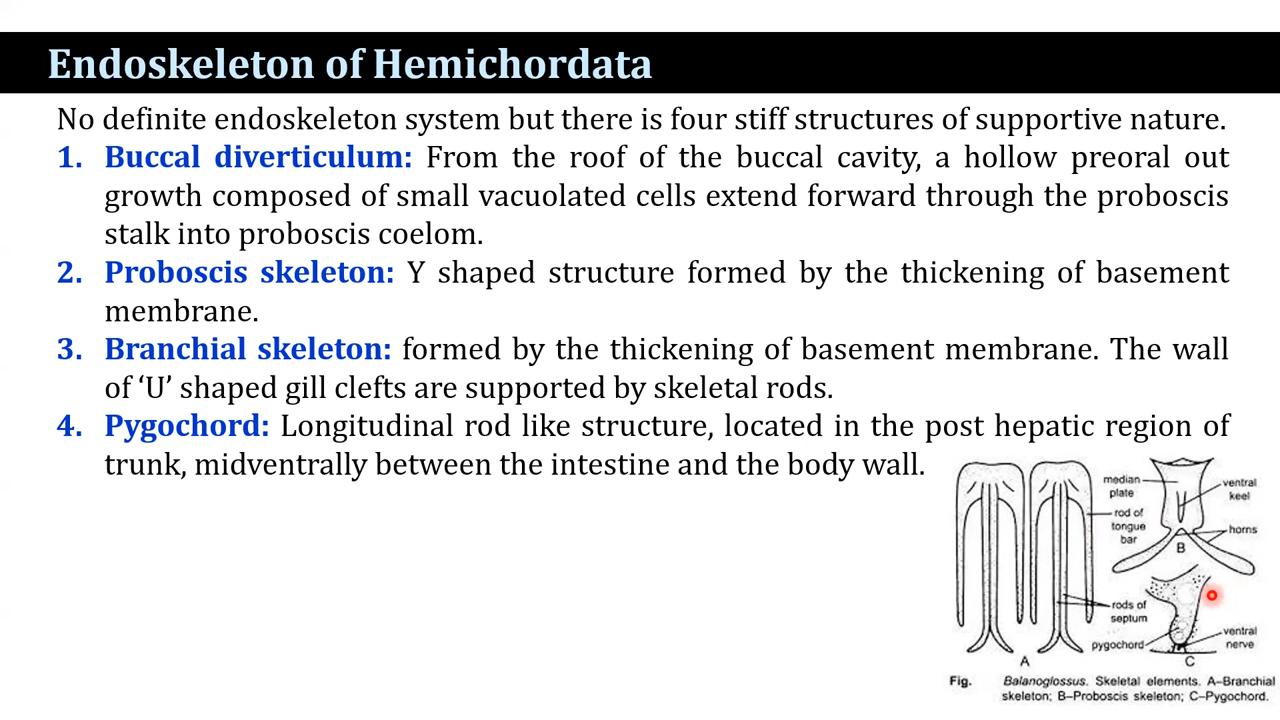 Endoskeleton of Hemichordata
No definite endoskeleton system but there is four stiff structures of supportive nature.
1. Buccal diverticulum: From the roof of the buccal cavity, a hollow preoral out
growth composed of small vacuolated cells extend forward through the proboscis
stalk into proboscis coelom.
2. Proboscis skeleton: Y shaped structure formed by the thickening of basement
membrane.
3. Branchial skeleton: formed by the thickening of basement membrane. The wall
of ‘U’ shaped gill clefts are supported by skeletal rods.
4. Pygochord: Longitudinal rod like structure, located in the post hepatic region of
trunk, midventrally between the intestine and the body wall.
median
plate
ventral
keel
rod of
tongue
bar
horns
B
rods of
septum
pygochord
ventral
nerve
A
C
Fig. Balanoglossus. Skeletal elements. A–Branchial
skeleton; B–Proboscis skeleton; C–Pygochord.